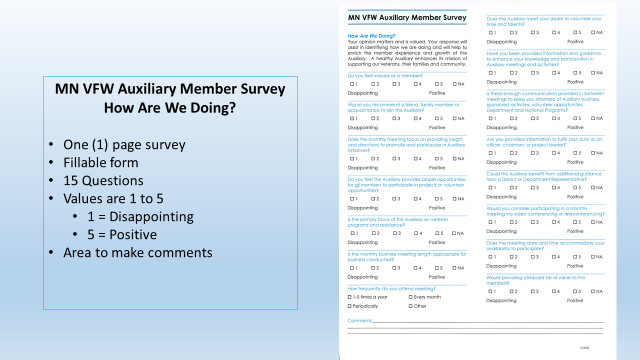 MN VFW Auxiliary Member Survey
How Are We Doing?
• One (1) page survey
• Fillable form
• 15 Questions
• Values are 1 to 5
• 1 = Disappointing
• 5 = Positive
• Area to make comments
MN VFW Auxiliary Member Survey
How Are We Doing?
Your opinion matters and is valued. Your response will
assist in identifying how we are doing and will help to
enrich the member experience and growth of the
Auxiliary. A healthy Auxiliary enhances our mission of
supporting our veterans, their families and community.
Do you feel valued as a member?
☐ 1 ☐ 2 ☐ 3 ☐ 4 ☐ 5 ☐ NA
Disappointing Positive
Would you recommend a friend, family member or
acquaintance to join this Auxiliary?
☐ 1 ☐ 2 ☐ 3 ☐ 4 ☐ 5 ☐ NA
Disappointing Positive
Does the monthly meeting focus on providing insight
and directions to promote and participate in Auxiliary
initiatives?
☐ 1 ☐ 2 ☐ 3 ☐ 4 ☐ 5 ☐ NA
Disappointing Positive
Do you feel the Auxiliary provides ample opportunities
for all members to participate in projects or volunteer
opportunities?
☐ 1 ☐ 2 ☐ 3 ☐ 4 ☐ 5 ☐ NA
Disappointing Positive
Is the primary focus of this Auxiliary on veteran
programs and assistance?
☐ 1 ☐ 2 ☐ 3 ☐ 4 ☐ 5 ☐ NA
Disappointing Positive
Is the monthly business meeting length appropriate for
business conducted?
☐ 1 ☐ 2 ☐ 3 ☐ 4 ☐ 5 ☐ NA
Disappointing Positive
How frequently do you attend meetings?
☐ 1-5 times a year ☐ Every month
☐ Periodically ☐ Other
Comments:
Does the Auxiliary meet your desire to volunteer your
time and talents?
☐ 1 ☐ 2 ☐ 3 ☐ 4 ☐ 5 ☐ NA
Disappointing Positive
Have you been provided information and guidance
to enhance your knowledge and participation in
Auxiliary meetings and activities?
☐ 1 ☐ 2 ☐ 3 ☐ 4 ☐ 5 ☐ NA
Disappointing Positive
Is there enough communication provided in between
meetings to keep you informed of Auxiliary business,
sponsored activities, volunteer opportunities,
Department and National Programs?
☐ 1 ☐ 2 ☐ 3 ☐ 4 ☐ 5 ☐ NA
Disappointing Positive
Are you provided information to fulfill your duty as an
officer, chairman, or project leader?
☐ 1 ☐ 2 ☐ 3 ☐ 4 ☐ 5 ☐ NA
Disappointing Positive
Could this Auxiliary benefit from additional guidance
from a District or Department Representative?
☐ 1 ☐ 2 ☐ 3 ☐ 4 ☐ 5 ☐ NA
Disappointing Positive
Would you consider participating in a monthly
meeting via video conferencing or teleconferencing?
☐ 1 ☐ 2 ☐ 3 ☐ 4 ☐ 5 ☐ NA
Disappointing Positive
Does the meeting date and time accommodate your
availability to participate?
☐ 1 ☐ 2 ☐ 3 ☐ 4 ☐ 5 ☐ NA
Disappointing Positive
Would providing childcare be of value to the
members?
☐ 1 ☐ 2 ☐ 3 ☐ 4 ☐ 5 ☐ NA
Disappointing Positive